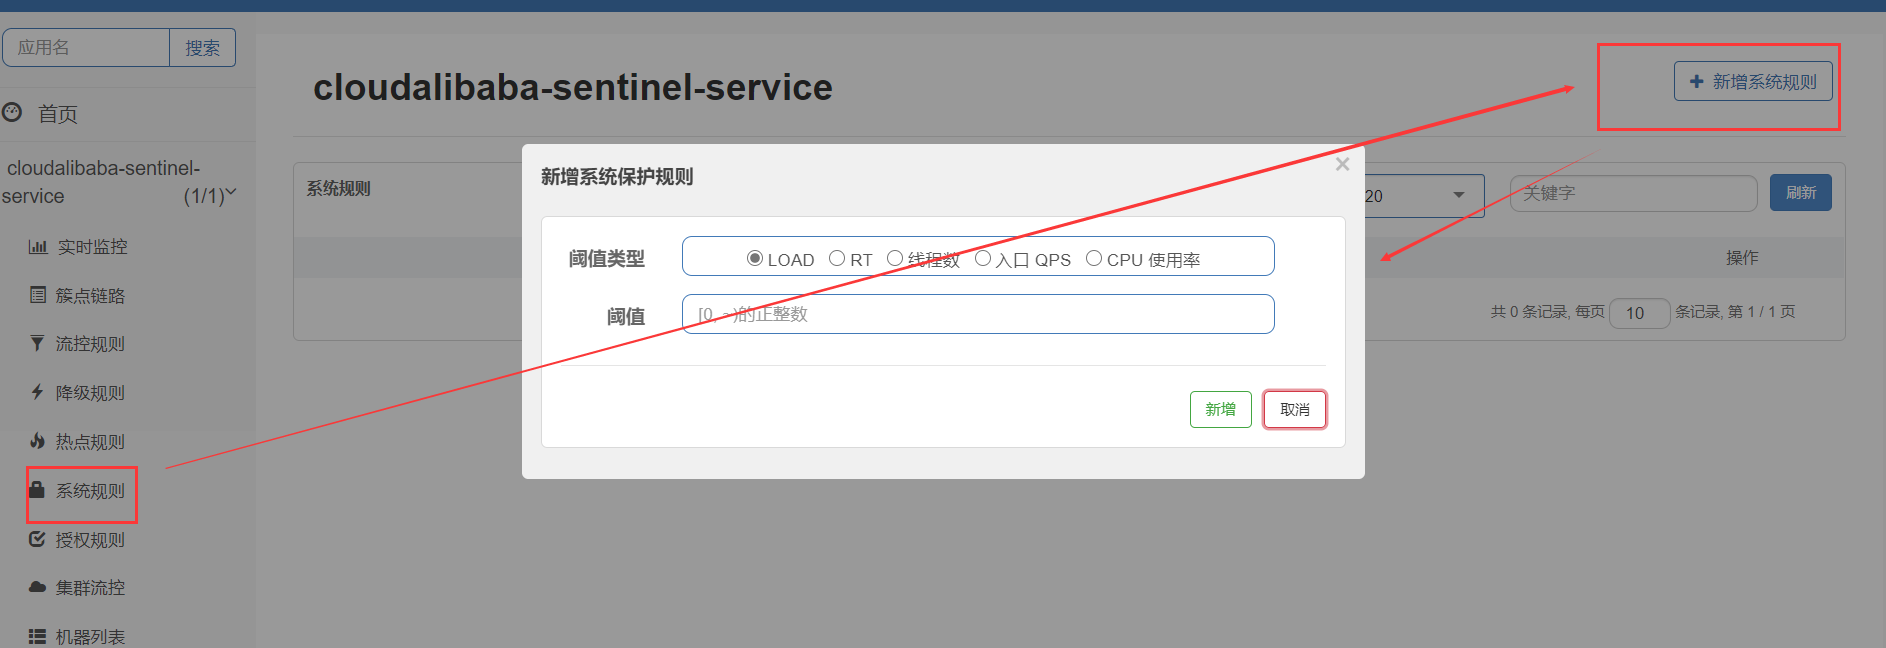 应用名 搜索
首页
cloudalibaba-sentinel-
service (1/1)
实时监控
簇点链路
流控规则
降级规则
热点规则
系统规则
授权规则
集群流控
机器列表
cloudalibaba-sentinel-service
新增系统规则
系统规则
20 关键字 刷新
操作
共 0 条记录, 每页 10 条记录, 第 1 / 1 页
新增系统保护规则 ×
阈值类型 LOAD RT 线程数 入口 QPS CPU 使用率
阈值 [0, ~)的正整数
新增 取消